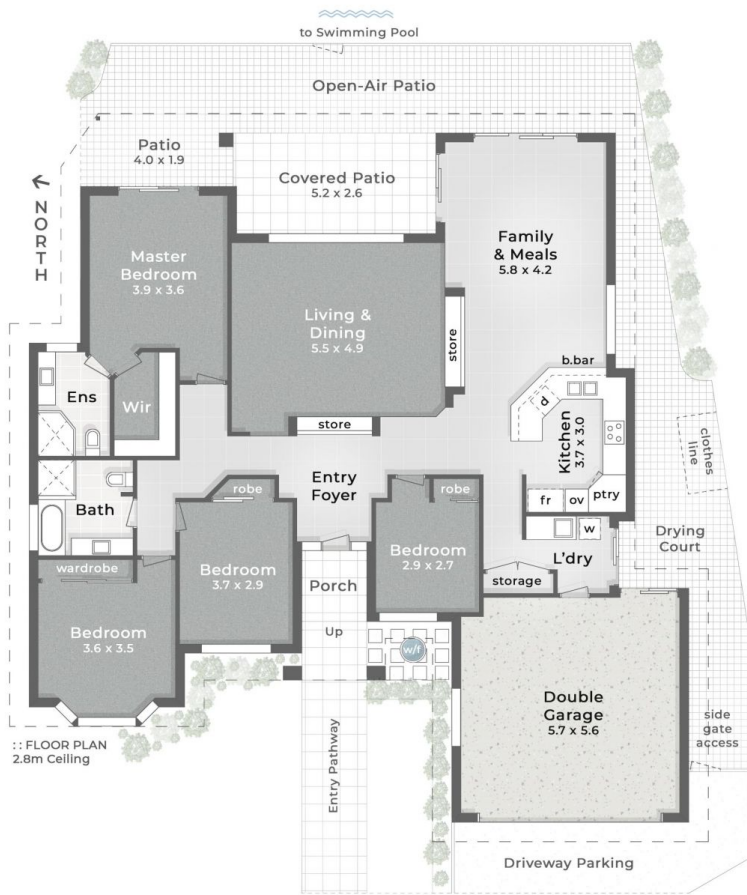 to Swimming Pool
Open-Air Patio
Patio
4.0 x 1.9
Covered Patio
5.2 x 2.6
NORTH
Master
Bedroom
3.9 x 3.6
Family
& Meals
5.8 x 4.2
Living &
Dining
5.5 x 4.9
store
b.bar
Ens
Wir
d
Kitchen
3.7 x 3.0
clothes
line
store
Entry
Foyer
fr
ov
ptry
robe
robe
Bath
w
Drying
Court
L'dry
Bedroom
2.9 x 2.7
wardrobe
Bedroom
3.7 x 2.9
Porch
storage
Up
Bedroom
3.6 x 3.5
w/f
Double
Garage
5.7 x 5.6
side
gate
access
:: FLOOR PLAN
2.8m Ceiling
Entry Pathway
Driveway Parking